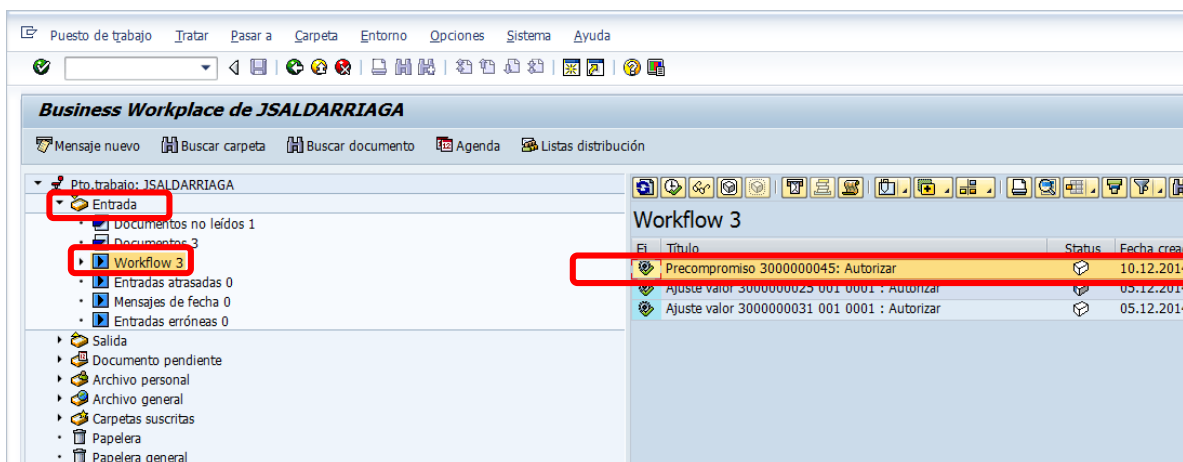 Puesto de trabajo Tratar Pasar a Carpeta Entorno Opciones Sistema Ayuda
Business Workplace de JSALDARRIAGA
Mensaje nuevo Buscar carpeta Buscar documento Agenda Listas distribución
Pto.trabajo: JSALDARRIAGA
Entrada
Documentos no leídos 1
Documentos 3
Workflow 3
Entradas atrasadas 0
Mensajes de fecha 0
Entradas erróneas 0
Salida
Documento pendiente
Archivo personal
Archivo general
Carpetas suscritas
Papelera
Papelera general
Workflow 3
Ej Título Status Fecha crea
Precompromiso 3000000045: Autorizar 10.12.2014
Ajuste valor 3000000025 001 0001 : Autorizar 05.12.2014
Ajuste valor 3000000031 001 0001 : Autorizar 05.12.2014